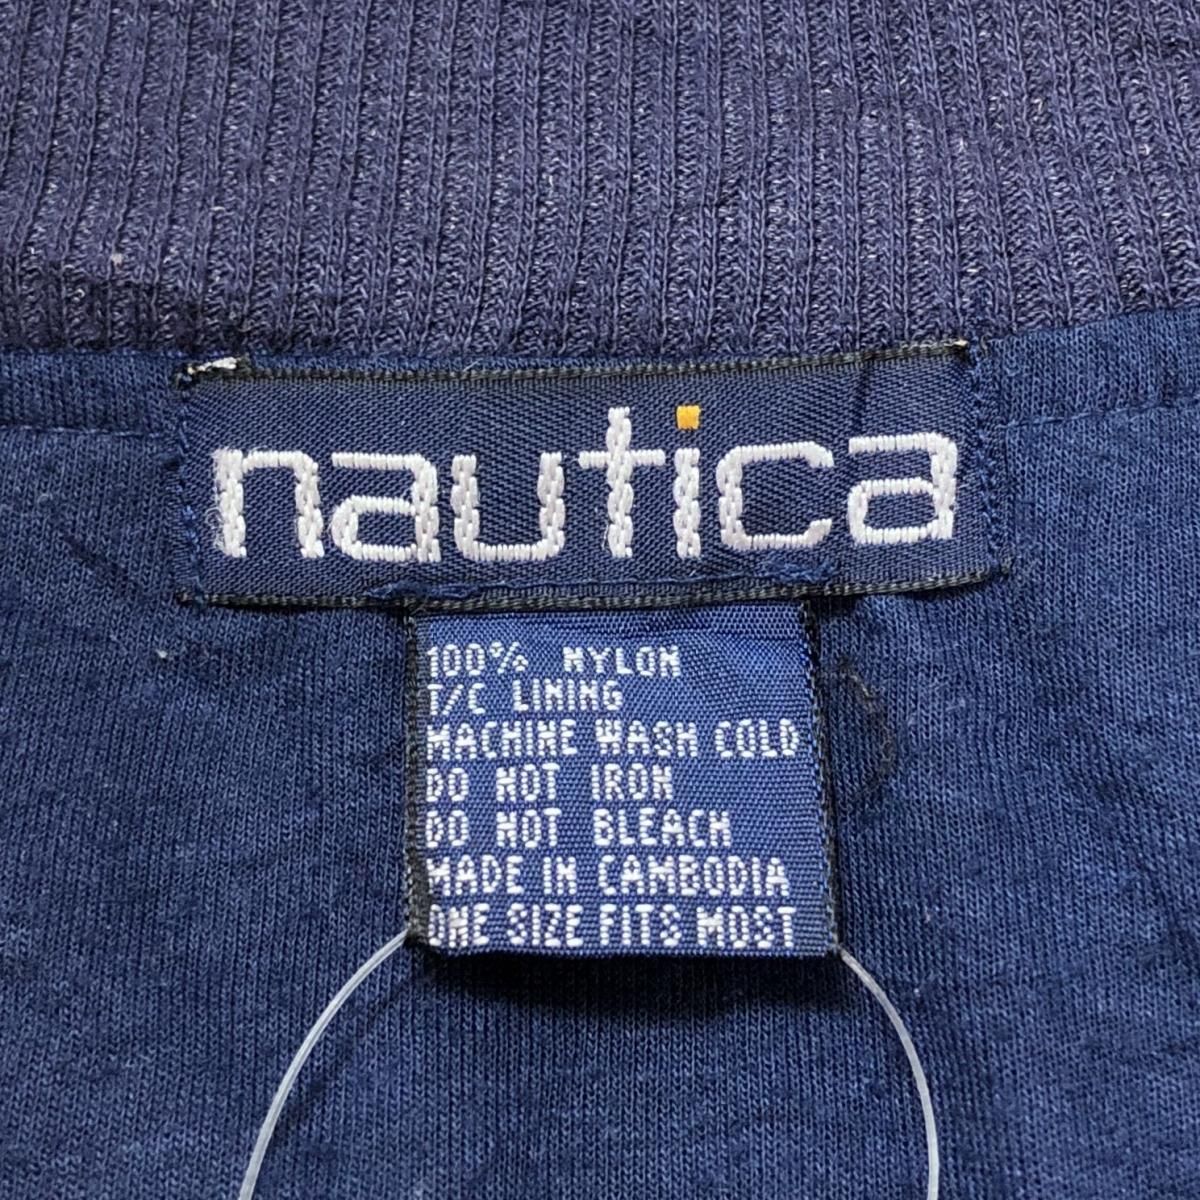 nautica
100% NYLON
T/C LINING
MACHINE WASH COLD
DO NOT IRON
DO NOT BLEACH
MADE IN CAMBODIA
ONE SIZE FITS MOST